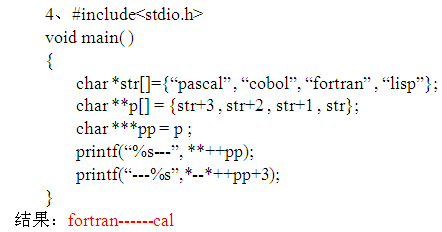 4、#include<stdio.h>
void main( )
{
char *str[]={“pascal” , “cobol”, “fortran” , “lisp”};
char **p[] = {str+3 , str+2 , str+1 , str};
char ***pp = p ;
printf(“%s---”, **++pp);
printf(“---%s”,*--*++pp+3);
}
结果：fortran------cal